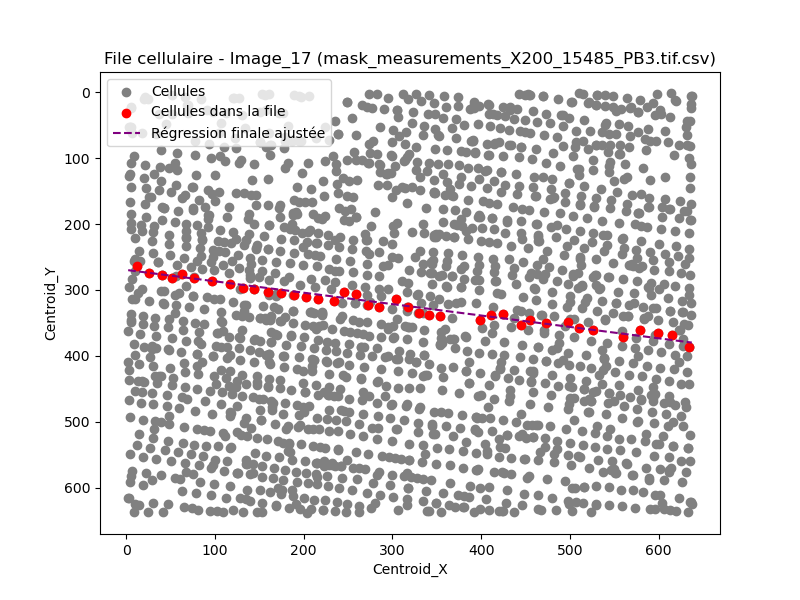 File cellulaire - Image_17 (mask_measurements_X200_15485_PB3.tif.csv)
Cellules
Cellules dans la file
Régression finale ajustée
0
100
200
300
400
500
600
Centroid_Y
0 100 200 300 400 500 600
Centroid_X